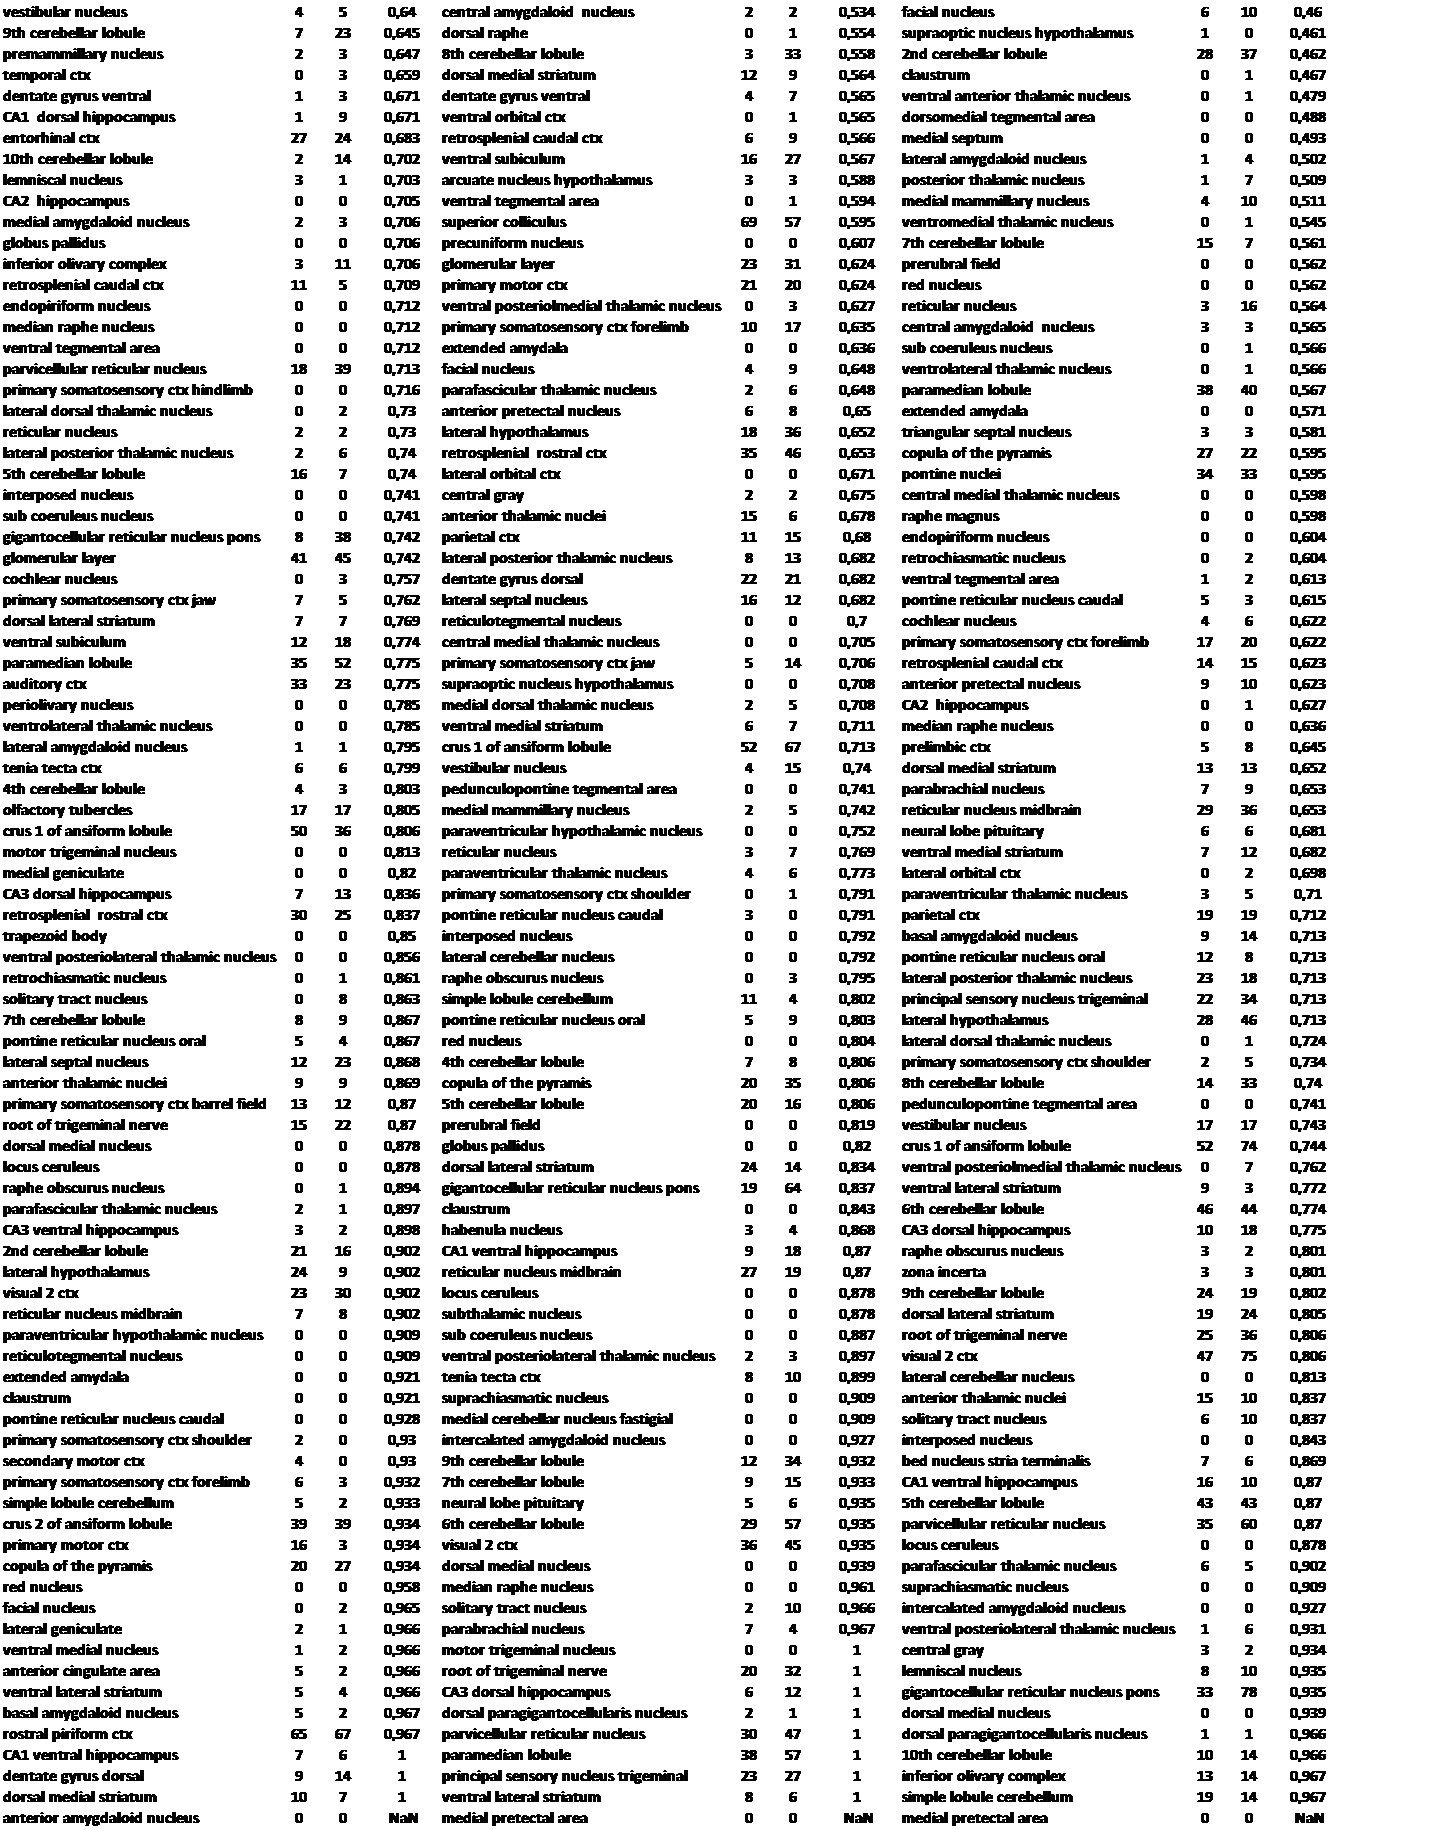 vestibular nucleus 4 5 0,64 central amygdaloid nucleus 2 2 0,534 facial nucleus 6 10 0,46
9th cerebellar lobule 7 23 0,645 dorsal raphe 0 1 0,554 supraoptic nucleus hypothalamus 1 0 0,461
premammillary nucleus 2 3 0,647 8th cerebellar lobule 3 33 0,558 2nd cerebellar lobule 28 37 0,462
temporal ctx 0 3 0,659 dorsal medial striatum 12 9 0,564 claustrum 0 1 0,467
dentate gyrus ventral 1 3 0,671 dentate gyrus ventral 4 7 0,565 ventral anterior thalamic nucleus 0 1 0,479
CA1 dorsal hippocampus 1 9 0,671 ventral orbital ctx 0 1 0,565 dorsomedial tegmental area 0 0 0,488
entorhinal ctx 27 24 0,683 retrosplenial caudal ctx 6 9 0,566 medial septum 0 0 0,493
10th cerebellar lobule 2 14 0,702 ventral subiculum 16 27 0,567 lateral amygdaloid nucleus 1 4 0,502
lemniscal nucleus 3 1 0,703 arcuate nucleus hypothalamus 3 3 0,588 posterior thalamic nucleus 1 7 0,509
CA2 hippocampus 0 0 0,705 ventral tegmental area 0 1 0,594 medial mammillary nucleus 4 10 0,511
medial amygdaloid nucleus 2 3 0,706 superior colliculus 69 57 0,595 ventromedial thalamic nucleus 0 1 0,545
globus pallidus 0 0 0,706 precuniform nucleus 0 0 0,607 7th cerebellar lobule 15 7 0,561
inferior olivary complex 3 11 0,706 glomerular layer 23 31 0,624 prerubral field 0 0 0,562
retrosplenial caudal ctx 11 5 0,709 primary motor ctx 21 20 0,624 red nucleus 0 0 0,562
endopiriform nucleus 0 0 0,712 ventral posteriolmedial thalamic nucleus 0 3 0,627 reticular nucleus 3 16 0,564
median raphe nucleus 0 0 0,712 primary somatosensory ctx forelimb 10 17 0,635 central amygdaloid nucleus 3 3 0,565
ventral tegmental area 0 0 0,712 extended amydala 0 0 0,636 sub coeruleus nucleus 0 1 0,566
parvicellular reticular nucleus 18 39 0,713 facial nucleus 4 9 0,648 ventrolateral thalamic nucleus 0 1 0,566
primary somatosensory ctx hindlimb 0 0 0,716 parafascicular thalamic nucleus 2 6 0,648 paramedian lobule 38 40 0,567
lateral dorsal thalamic nucleus 0 2 0,73 anterior pretectal nucleus 6 8 0,65 extended amydala 0 0 0,571
reticular nucleus 2 2 0,73 lateral hypothalamus 18 36 0,652 triangular septal nucleus 3 3 0,581
lateral posterior thalamic nucleus 2 6 0,74 retrosplenial rostral ctx 35 46 0,653 copula of the pyramis 27 22 0,595
5th cerebellar lobule 16 7 0,74 lateral orbital ctx 0 0 0,671 pontine nuclei 34 33 0,595
interposed nucleus 0 0 0,741 central gray 2 2 0,675 central medial thalamic nucleus 0 0 0,598
sub coeruleus nucleus 0 0 0,741 anterior thalamic nuclei 15 6 0,678 raphe magnus 0 0 0,598
gigantocellular reticular nucleus pons 8 38 0,742 parietal ctx 11 15 0,68 endopiriform nucleus 0 0 0,604
glomerular layer 41 45 0,742 lateral posterior thalamic nucleus 8 13 0,682 retrochiasmatic nucleus 0 2 0,604
cochlear nucleus 0 3 0,757 dentate gyrus dorsal 22 21 0,682 ventral tegmental area 1 2 0,613
primary somatosensory ctx jaw 7 5 0,762 lateral septal nucleus 16 12 0,682 pontine reticular nucleus caudal 5 3 0,615
dorsal lateral striatum 7 7 0,769 reticulotegmental nucleus 0 0 0,7 cochlear nucleus 4 6 0,622
ventral subiculum 12 18 0,774 central medial thalamic nucleus 0 0 0,705 primary somatosensory ctx forelimb 17 20 0,622
paramedian lobule 35 52 0,775 primary somatosensory ctx jaw 5 14 0,706 retrosplenial caudal ctx 14 15 0,623
auditory ctx 33 23 0,775 supraoptic nucleus hypothalamus 0 0 0,708 anterior pretectal nucleus 9 10 0,623
periolivary nucleus 0 0 0,785 medial dorsal thalamic nucleus 2 5 0,708 CA2 hippocampus 0 1 0,627
ventrolateral thalamic nucleus 0 0 0,785 ventral medial striatum 6 7 0,711 median raphe nucleus 0 0 0,636
lateral amygdaloid nucleus 1 1 0,795 crus 1 of ansiform lobule 52 67 0,713 prelimbic ctx 5 8 0,645
tenia tecta ctx 6 6 0,799 vestibular nucleus 4 15 0,74 dorsal medial striatum 13 13 0,652
4th cerebellar lobule 4 3 0,803 pedunculopontine tegmental area 0 0 0,741 parabrachial nucleus 7 9 0,653
olfactory tubercles 17 17 0,805 medial mammillary nucleus 2 5 0,742 reticular nucleus midbrain 29 36 0,653
crus 1 of ansiform lobule 50 36 0,806 paraventricular hypothalamic nucleus 0 0 0,752 neural lobe pituitary 6 6 0,681
motor trigeminal nucleus 0 0 0,813 reticular nucleus 3 7 0,769 ventral medial striatum 7 12 0,682
medial geniculate 0 0 0,82 paraventricular thalamic nucleus 4 6 0,773 lateral orbital ctx 0 2 0,698
CA3 dorsal hippocampus 7 13 0,836 primary somatosensory ctx shoulder 0 1 0,791 paraventricular thalamic nucleus 3 5 0,71
retrosplenial rostral ctx 30 25 0,837 pontine reticular nucleus caudal 3 0 0,791 parietal ctx 19 19 0,712
trapezoid body 0 0 0,85 interposed nucleus 0 0 0,792 basal amygdaloid nucleus 9 14 0,713
ventral posteriolateral thalamic nucleus 0 0 0,856 lateral cerebellar nucleus 0 0 0,792 pontine reticular nucleus oral 12 8 0,713
retrochiasmatic nucleus 0 1 0,861 raphe obscurus nucleus 0 3 0,795 lateral posterior thalamic nucleus 23 18 0,713
solitary tract nucleus 0 8 0,863 simple lobule cerebellum 11 4 0,802 principal sensory nucleus trigeminal 22 34 0,713
7th cerebellar lobule 8 9 0,867 pontine reticular nucleus oral 5 9 0,803 lateral hypothalamus 28 46 0,713
pontine reticular nucleus oral 5 4 0,867 red nucleus 0 0 0,804 lateral dorsal thalamic nucleus 0 1 0,724
lateral septal nucleus 12 23 0,868 4th cerebellar lobule 7 8 0,806 primary somatosensory ctx shoulder 2 5 0,734
anterior thalamic nuclei 9 9 0,869 copula of the pyramis 20 35 0,806 8th cerebellar lobule 14 33 0,74
primary somatosensory ctx barrel field 13 12 0,87 5th cerebellar lobule 20 16 0,806 pedunculopontine tegmental area 0 0 0,741
root of trigeminal nerve 15 22 0,87 prerubral field 0 0 0,819 vestibular nucleus 17 17 0,743
dorsal medial nucleus 0 0 0,878 globus pallidus 0 0 0,82 crus 1 of ansiform lobule 52 74 0,744
locus ceruleus 0 0 0,878 dorsal lateral striatum 24 14 0,834 ventral posteriolmedial thalamic nucleus 0 7 0,762
raphe obscurus nucleus 0 1 0,894 gigantocellular reticular nucleus pons 19 64 0,837 ventral lateral striatum 9 3 0,772
parafascicular thalamic nucleus 2 1 0,897 claustrum 0 0 0,843 6th cerebellar lobule 46 44 0,774
CA3 ventral hippocampus 3 2 0,898 habenula nucleus 3 4 0,868 CA3 dorsal hippocampus 10 18 0,775
2nd cerebellar lobule 21 16 0,902 CA1 ventral hippocampus 9 18 0,87 raphe obscurus nucleus 3 2 0,801
lateral hypothalamus 24 9 0,902 reticular nucleus midbrain 27 19 0,87 zona incerta 3 3 0,801
visual 2 ctx 23 30 0,902 locus ceruleus 0 0 0,878 9th cerebellar lobule 24 19 0,802
reticular nucleus midbrain 7 8 0,902 subthalamic nucleus 0 0 0,878 dorsal lateral striatum 19 24 0,805
paraventricular hypothalamic nucleus 0 0 0,909 sub coeruleus nucleus 0 0 0,887 root of trigeminal nerve 25 36 0,806
reticulotegmental nucleus 0 0 0,909 ventral posteriolateral thalamic nucleus 2 3 0,897 visual 2 ctx 47 75 0,806
extended amydala 0 0 0,921 tenia tecta ctx 8 10 0,899 lateral cerebellar nucleus 0 0 0,813
claustrum 0 0 0,921 suprachiasmatic nucleus 0 0 0,909 anterior thalamic nuclei 15 10 0,837
pontine reticular nucleus caudal 0 0 0,928 medial cerebellar nucleus fastigial 0 0 0,909 solitary tract nucleus 6 10 0,837
primary somatosensory ctx shoulder 2 0 0,93 intercalated amygdaloid nucleus 0 0 0,927 interposed nucleus 0 0 0,843
secondary motor ctx 4 0 0,93 9th cerebellar lobule 12 34 0,932 bed nucleus stria terminalis 7 6 0,869
primary somatosensory ctx forelimb 6 3 0,932 7th cerebellar lobule 9 15 0,933 CA1 ventral hippocampus 16 10 0,87
simple lobule cerebellum 5 2 0,933 neural lobe pituitary 5 6 0,935 5th cerebellar lobule 43 43 0,87
crus 2 of ansiform lobule 39 39 0,934 6th cerebellar lobule 29 57 0,935 parvicellular reticular nucleus 35 60 0,87
primary motor ctx 16 3 0,934 visual 2 ctx 36 45 0,935 locus ceruleus 0 0 0,878
copula of the pyramis 20 27 0,934 dorsal medial nucleus 0 0 0,939 parafascicular thalamic nucleus 6 5 0,902
red nucleus 0 0 0,958 median raphe nucleus 0 0 0,961 suprachiasmatic nucleus 0 0 0,909
facial nucleus 0 2 0,965 solitary tract nucleus 2 10 0,966 intercalated amygdaloid nucleus 0 0 0,927
lateral geniculate 2 1 0,966 parabrachial nucleus 7 4 0,967 ventral posteriolateral thalamic nucleus 1 6 0,931
ventral medial nucleus 1 2 0,966 motor trigeminal nucleus 0 0 1 central gray 3 2 0,934
anterior cingulate area 5 2 0,966 root of trigeminal nerve 20 32 1 lemniscal nucleus 8 10 0,935
ventral lateral striatum 5 4 0,966 CA3 dorsal hippocampus 6 12 1 gigantocellular reticular nucleus pons 33 78 0,935
basal amygdaloid nucleus 5 2 0,967 dorsal paragigantocellularis nucleus 2 1 1 dorsal medial nucleus 0 0 0,939
rostral piriform ctx 65 67 0,967 parvicellular reticular nucleus 30 47 1 dorsal paragigantocellularis nucleus 1 1 0,966
CA1 ventral hippocampus 7 6 1 paramedian lobule 38 57 1 10th cerebellar lobule 10 14 0,966
dentate gyrus dorsal 9 14 1 principal sensory nucleus trigeminal 23 27 1 inferior olivary complex 13 14 0,967
dorsal medial striatum 10 7 1 ventral lateral striatum 8 6 1 simple lobule cerebellum 19 14 0,967
anterior amygdaloid nucleus 0 0 NaN medial pretectal area 0 0 NaN medial pretectal area 0 0 NaN